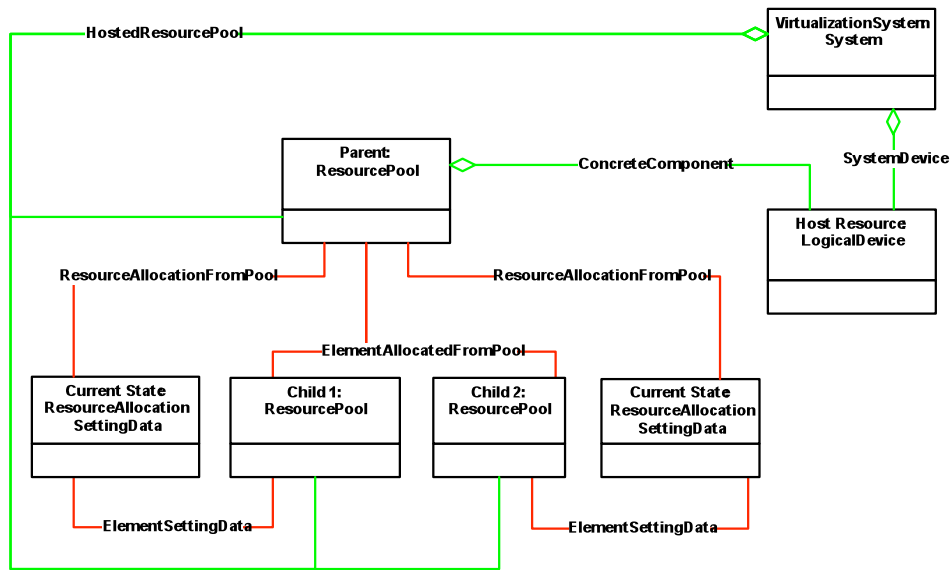 HostedResourcePool
VirtualizationSystem
System
Parent:
ResourcePool
ConcreteComponent
SystemDevice
Host Resource:
LogicalDevice
ResourceAllocationFromPool
ResourceAllocationFromPool
ElementAllocatedFromPool
Current State
ResourceAllocation
SettingData
Child 1:
ResourcePool
Child 2:
ResourcePool
Current State
ResourceAllocation
SettingData
ElementSettingData
ElementSettingData